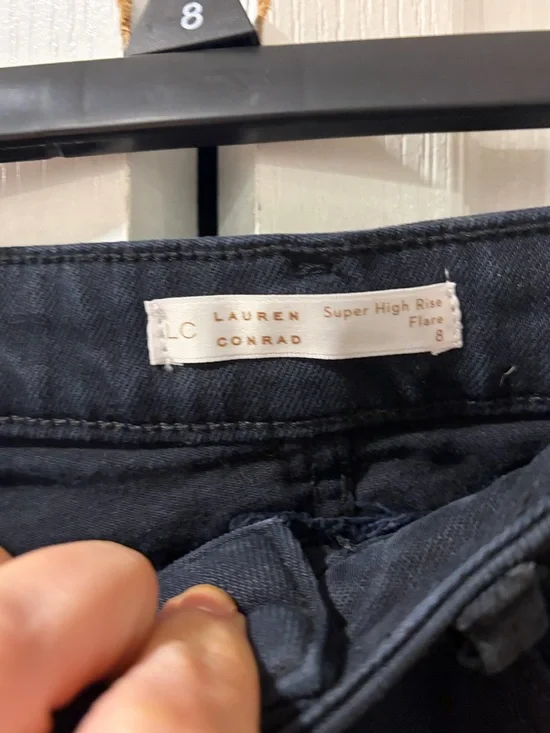 8
LC LAUREN CONRAD
Super High Rise
Flare
8